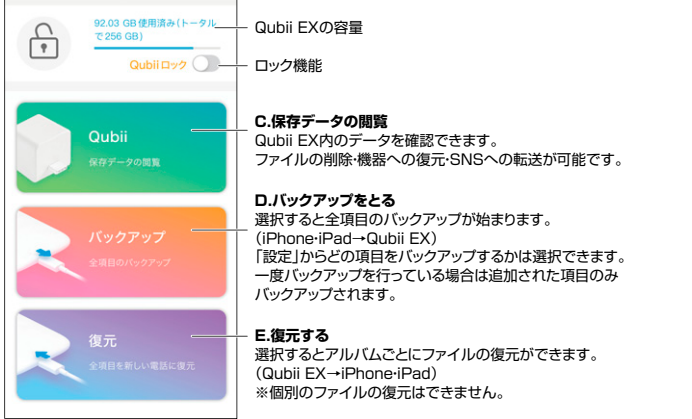 92.03 GB 使用済み(トータル
で 256 GB)
Qubii EXの容量
Qubiiロック
ロック機能
Qubii
保存データの閲覧
C.保存データの閲覧
Qubii EX内のデータを確認できます。
ファイルの削除・機器への復元・SNSへの転送が可能です。
バックアップ
全項目のバックアップ
D.バックアップをとる
選択すると全項目のバックアップが始まります。
(iPhone・iPad→Qubii EX)
「設定」からどの項目をバックアップするかは選択できます。
一度バックアップを行っている場合は追加された項目のみ
バックアップされます。
復元
全項目を新しい電話に復元
E.復元する
選択するとアルバムごとにファイルの復元ができます。
(Qubii EX→iPhone・iPad)
※個別のファイルの復元はできません。